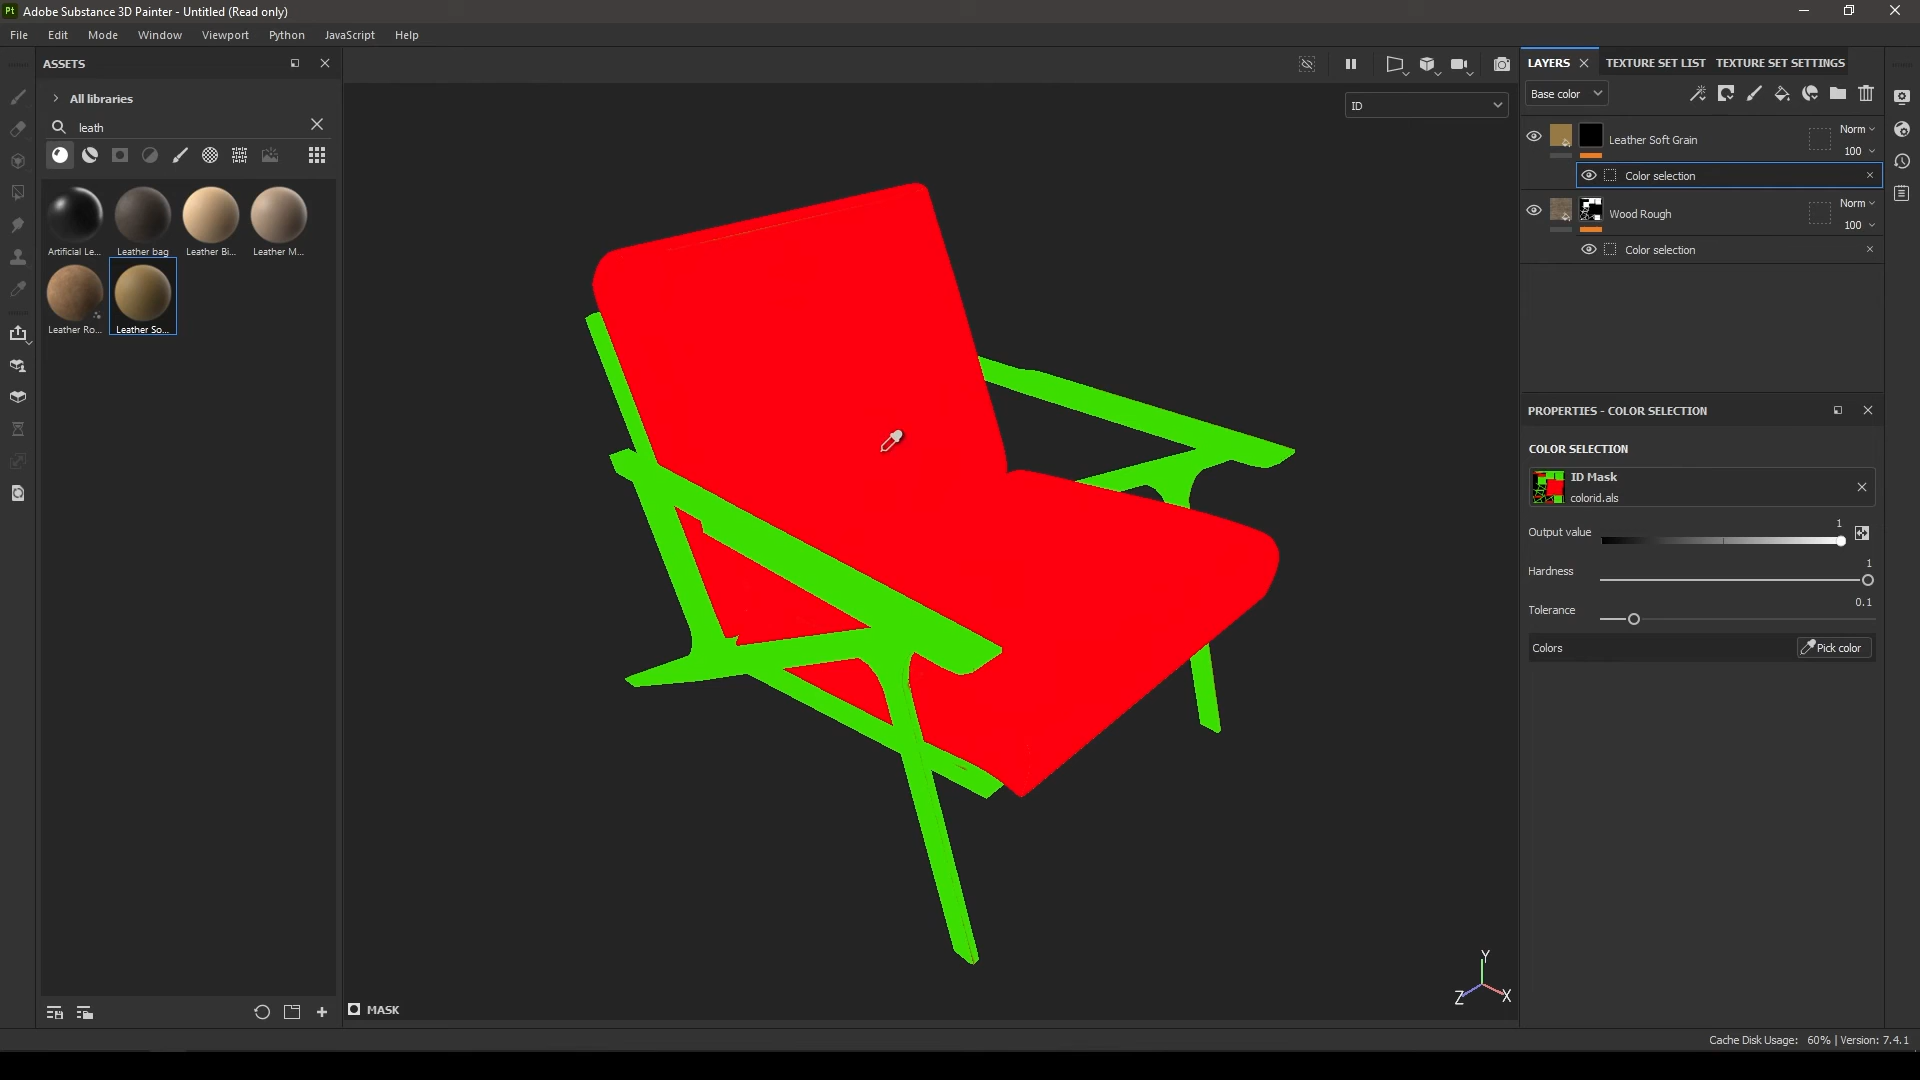 Pt Adobe Substance 3D Painter - Untitled (Read only)
File Edit Mode Window Viewport Python JavaScript Help
ASSETS
All libraries
leath
Artificial Le... Leather bag Leather Bi... Leather M...
Leather Ro... Leather So...
ID
MASK
Y
Z X
LAYERS TEXTURE SET LIST TEXTURE SET SETTINGS
Base color
Leather Soft Grain Norm
100
Color selection
Wood Rough Norm
100
Color selection
PROPERTIES - COLOR SELECTION
COLOR SELECTION
ID Mask
colorid.als
Output value 1
Hardness 1
Tolerance 0.1
Colors Pick color
Cache Disk Usage: 60% | Version: 7.4.1